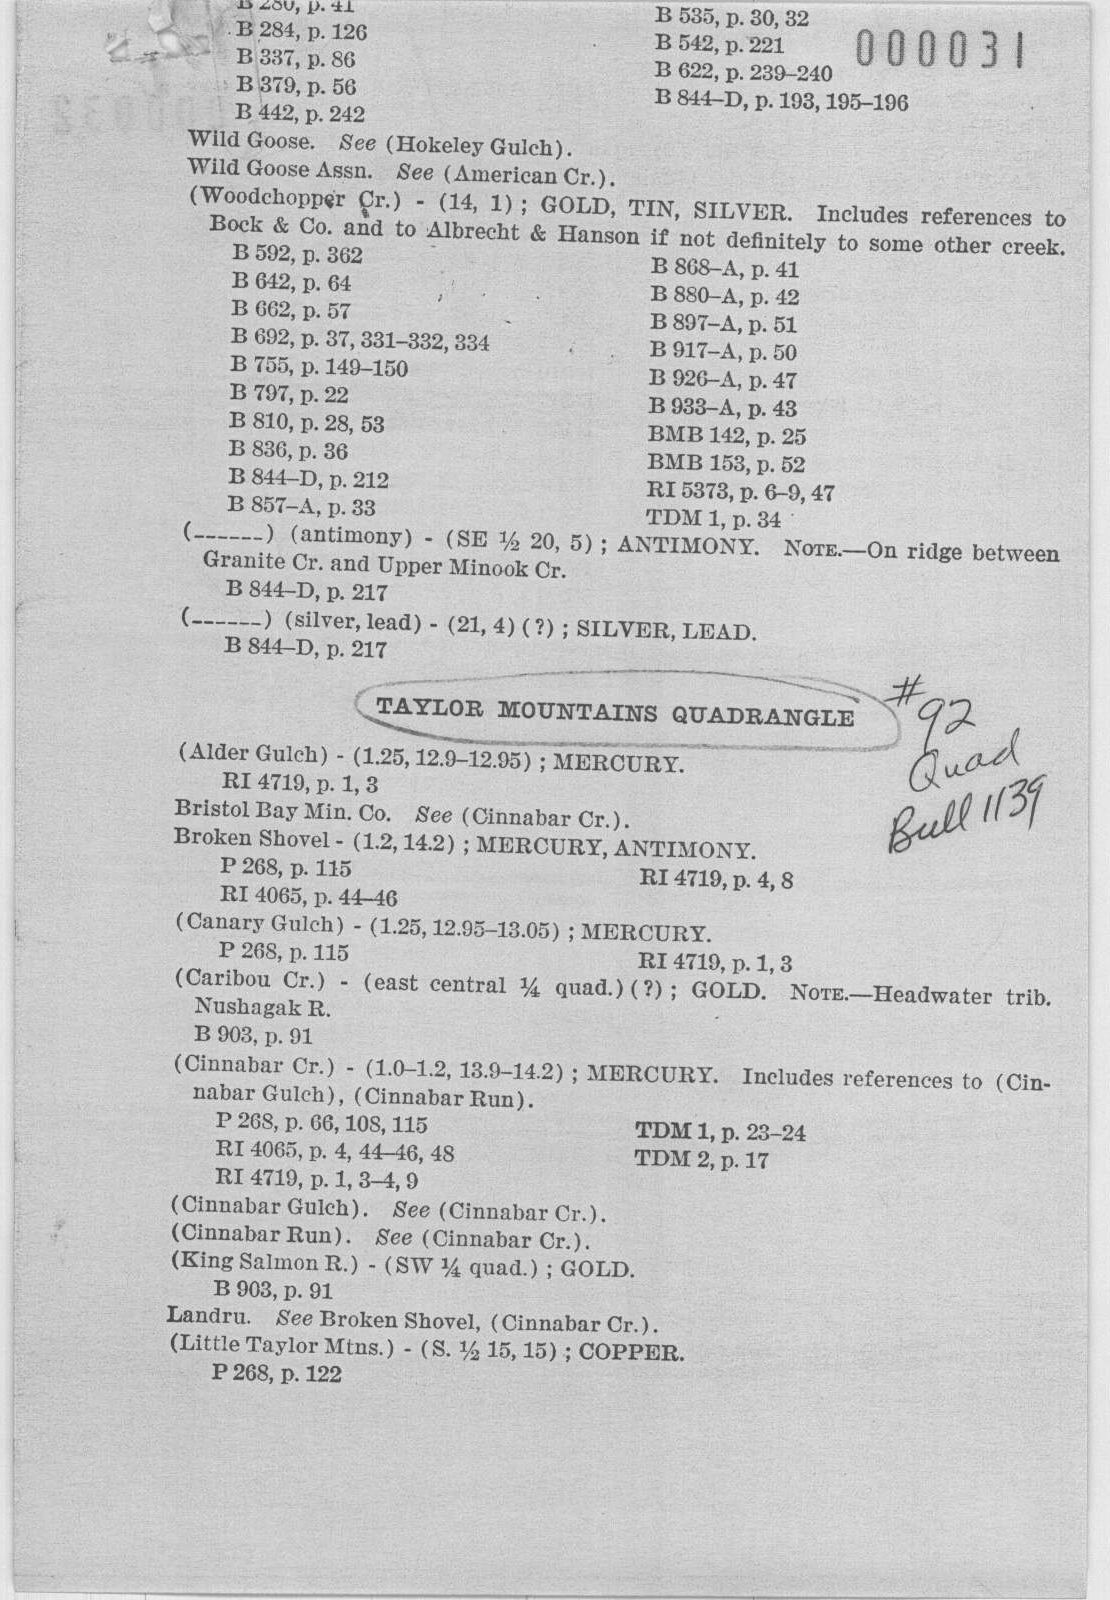 B 280, p. 41
B 284, p. 126
B 337, p. 86
B 379, p. 56
B 442, p. 242
B 535, p. 30, 32
B 542, p. 221
B 622, p. 239–240
B 844–D, p. 193, 195–196
000031
Wild Goose. See (Hokeley Gulch).
Wild Goose Assn. See (American Cr.).
(Woodchopper Cr.) - (14, 1) ; GOLD, TIN, SILVER. Includes references to
Bock & Co. and to Albrecht & Hanson if not definitely to some other creek.
B 592, p. 362
B 642, p. 64
B 662, p. 57
B 692, p. 37, 331–332, 334
B 755, p. 149–150
B 797, p. 22
B 810, p. 28, 53
B 836, p. 36
B 844–D, p. 212
B 857–A, p. 33
B 868–A, p. 41
B 880–A, p. 42
B 897–A, p. 51
B 917–A, p. 50
B 926–A, p. 47
B 933–A, p. 43
BMB 142, p. 25
BMB 153, p. 52
RI 5373, p. 6–9, 47
TDM 1, p. 34
(______) (antimony) - (SE ½ 20, 5) ; ANTIMONY. NOTE.—On ridge between
Granite Cr. and Upper Minook Cr.
B 844–D, p. 217
(______) (silver, lead) - (21, 4) (?) ; SILVER, LEAD.
B 844–D, p. 217
TAYLOR MOUNTAINS QUADRANGLE
#92
Quad
Bull 1139
(Alder Gulch) - (1.25, 12.9–12.95) ; MERCURY.
RI 4719, p. 1, 3
Bristol Bay Min. Co. See (Cinnabar Cr.).
Broken Shovel - (1.2, 14.2) ; MERCURY, ANTIMONY.
P 268, p. 115
RI 4065, p. 44–46
RI 4719, p. 4, 8
(Canary Gulch) - (1.25, 12.95–13.05) ; MERCURY.
P 268, p. 115
RI 4719, p. 1, 3
(Caribou Cr.) - (east central ¼ quad.) (?) ; GOLD. NOTE.—Headwater trib.
Nushagak R.
B 903, p. 91
(Cinnabar Cr.) - (1.0–1.2, 13.9–14.2) ; MERCURY. Includes references to (Cin-
nabar Gulch), (Cinnabar Run).
P 268, p. 66, 108, 115
RI 4065, p. 4, 44–46, 48
RI 4719, p. 1, 3–4, 9
TDM 1, p. 23–24
TDM 2, p. 17
(Cinnabar Gulch). See (Cinnabar Cr.).
(Cinnabar Run). See (Cinnabar Cr.).
(King Salmon R.) - (SW ¼ quad.) ; GOLD.
B 903, p. 91
Landru. See Broken Shovel, (Cinnabar Cr.).
(Little Taylor Mtns.) - (S. ½ 15, 15) ; COPPER.
P 268, p. 122